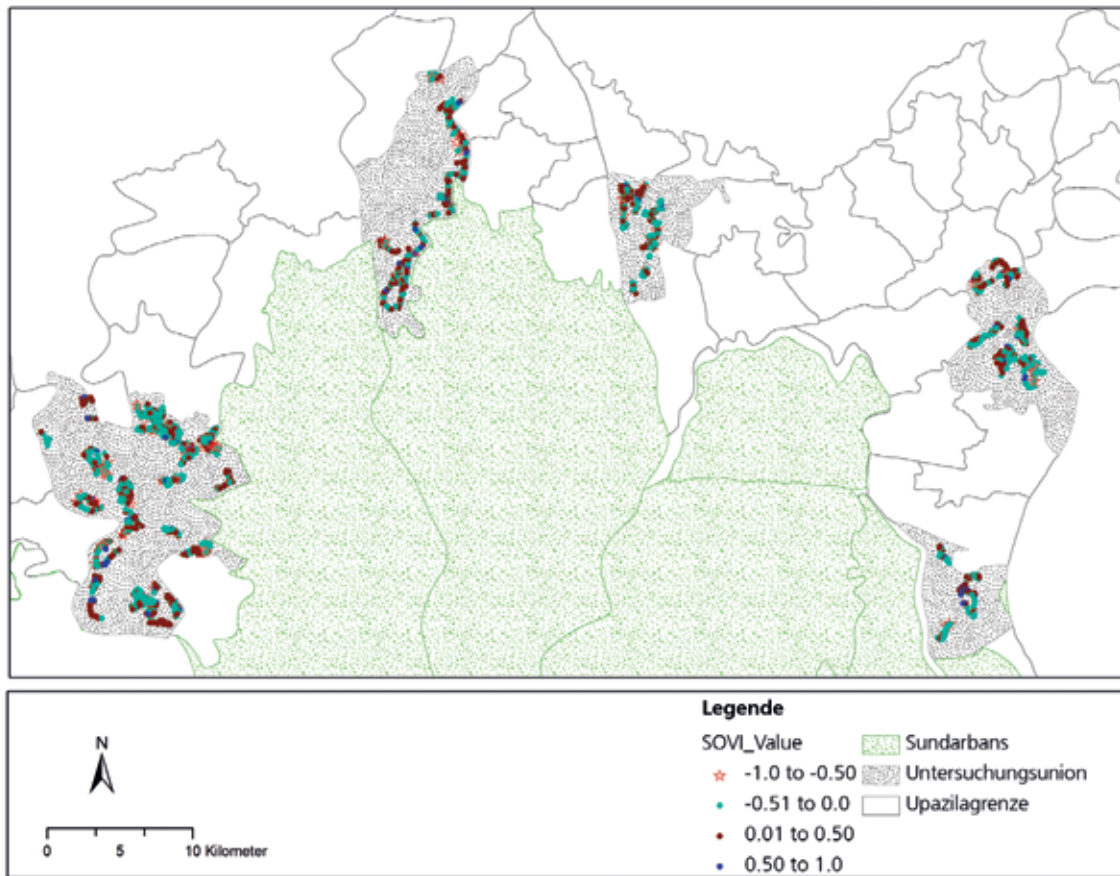 N
0 5 10 Kilometer
Legende
SOVI_Value
-1.0 to -0.50
-0.51 to 0.0
0.01 to 0.50
0.50 to 1.0
Sundarbans
Untersuchungsunion
Upazilagrenze